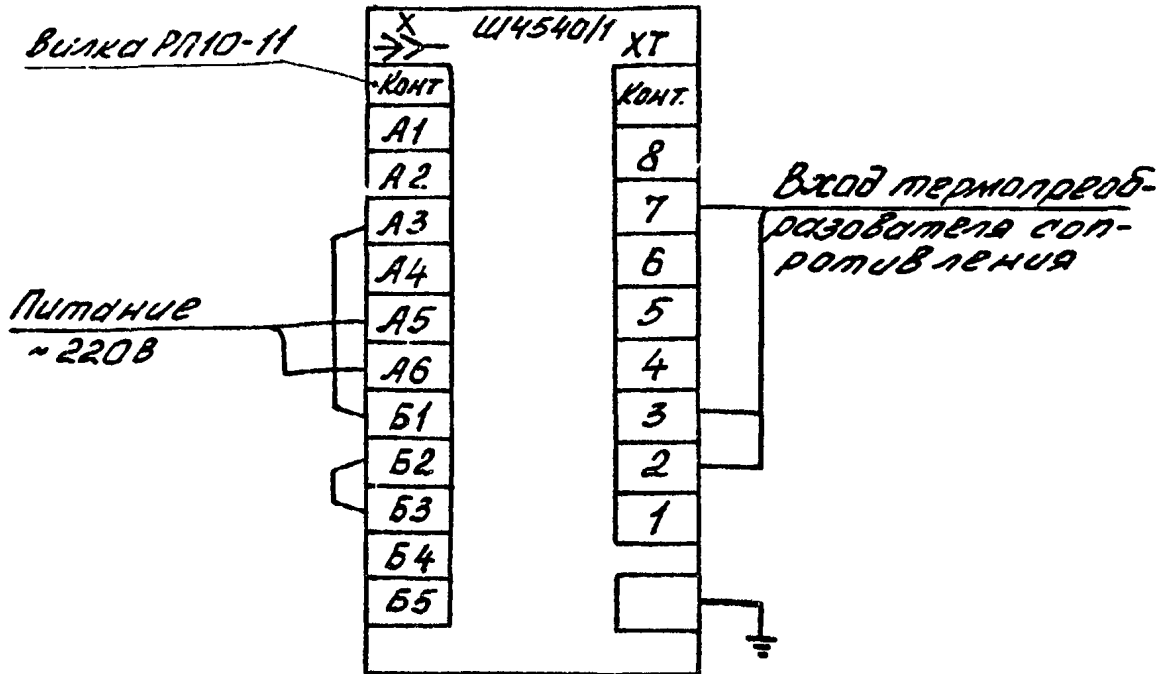 Вилка РП10-11
X
Ш4540/1
XT
Конт
А1
А2
А3
А4
А5
А6
Б1
Б2
Б3
Б4
Б5
Питание
~220В
Конт.
8
7
6
5
4
3
2
1
Вход термопреоб-
разователя соп-
ротивления